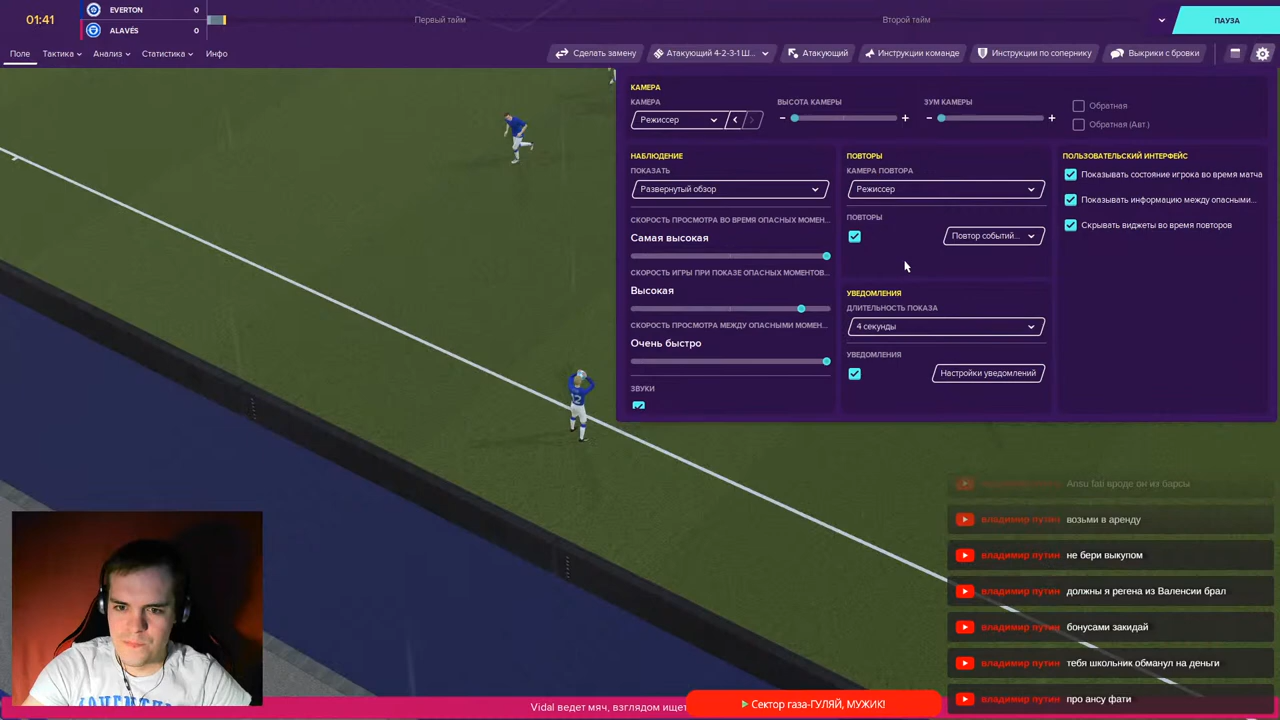 01:41
EVERTON 0
ALAVÉS 0
Первый тайм
Второй тайм
ПАУЗА
Поле
Тактика
Анализ
Статистика
Инфо
Сделать замену
Атакующий 4-2-3-1 Ш...
Атакующий
Инструкции команде
Инструкции по сопернику
Выкрики с бровки
КАМЕРА
КАМЕРА
Режиссер
ВЫСОТА КАМЕРЫ
ЗУМ КАМЕРЫ
Обратная
Обратная (Авт.)
НАБЛЮДЕНИЕ
ПОКАЗАТЬ
Развернутый обзор
СКОРОСТЬ ПРОСМОТРА ВО ВРЕМЯ ОПАСНЫХ МОМЕН...
Самая высокая
СКОРОСТЬ ИГРЫ ПРИ ПОКАЗЕ ОПАСНЫХ МОМЕНТОВ...
Высокая
СКОРОСТЬ ПРОСМОТРА МЕЖДУ ОПАСНЫМИ МОМЕН...
Очень быстро
ЗВУКИ
ПОВТОРЫ
КАМЕРА ПОВТОРА
Режиссер
ПОВТОРЫ
Повтор событий...
УВЕДОМЛЕНИЯ
ДЛИТЕЛЬНОСТЬ ПОКАЗА
4 секунды
УВЕДОМЛЕНИЯ
Настройки уведомлений
ПОЛЬЗОВАТЕЛЬСКИЙ ИНТЕРФЕЙС
Показывать состояние игрока во время матча
Показывать информацию между опасными...
Скрывать виджеты во время повторов
12
Ansu fati вроде он из барсы
владимир путин возьми в аренду
владимир путин не бери выкупом
владимир путин должны я регена из Валенсии брал
владимир путин бонусами закидай
владимир путин тебя школьник обманул на деньги
владимир путин про ансу фати
Vidal ведет мяч, взглядом ищет
Сектор газа-ГУЛЯЙ, МУЖИК!